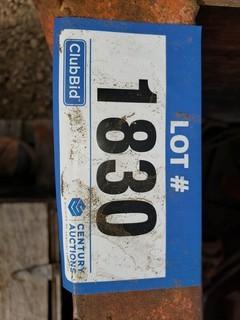 LOT #
1830
ClubBid
CENTURY
AUCTIONS